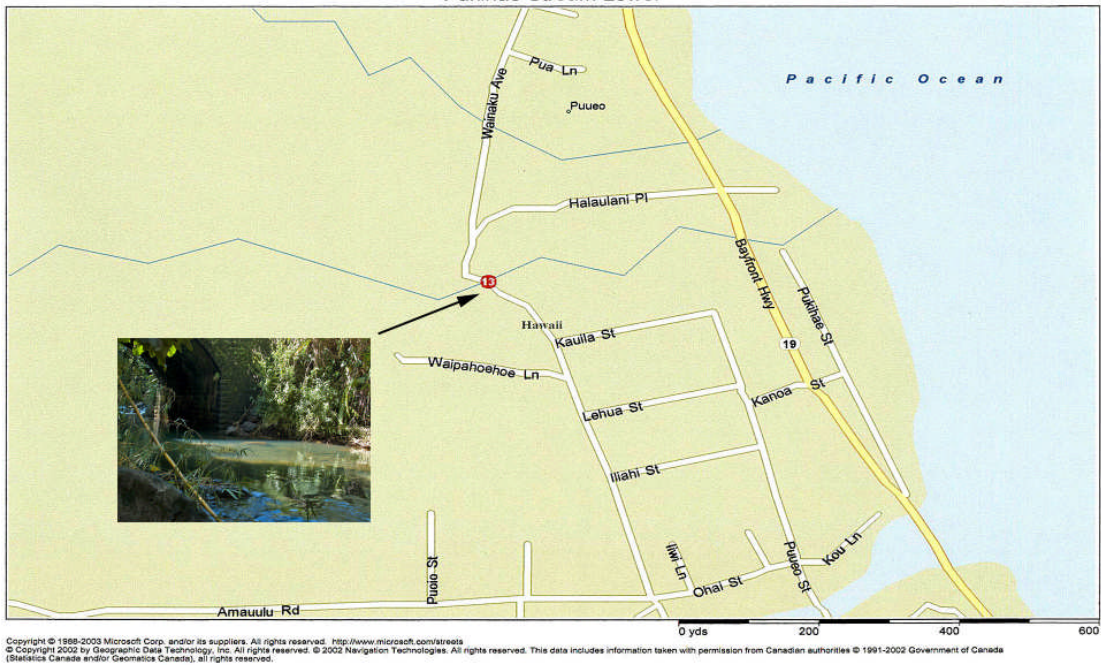 Pacific Ocean
Pua Ln
Wainaku Ave
Puueo
Halaulani Pl
Bayfront Hwy
13
Pukihae St
Hawaii
Kauila St
19
Waipahoehoe Ln
Kanoa St
Lehua St
Iliahi St
Puoio St
Iiwi Ln
Ohai St
Puueo St
Kou Ln
Amauulu Rd
0 yds 200 400 600
Copyright © 1988-2003 Microsoft Corp. and/or its suppliers. All rights reserved. http://www.microsoft.com/streets
© Copyright 2002 by Geographic Data Technology, Inc. All rights reserved. © 2002 Navigation Technologies. All rights reserved. This data includes information taken with permission from Canadian authorities © 1991-2002 Government of Canada
(Statistics Canada and/or Geomatics Canada), all rights reserved.